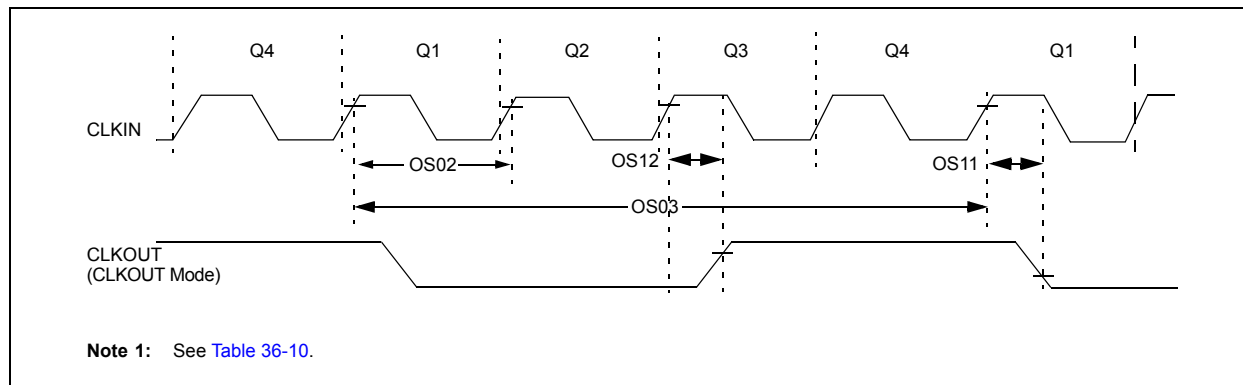 Q4 Q1 Q2 Q3 Q4 Q1
CLKIN
OS02 OS12 OS11
OS03
CLKOUT
(CLKOUT Mode)
Note 1: See Table 36-10.